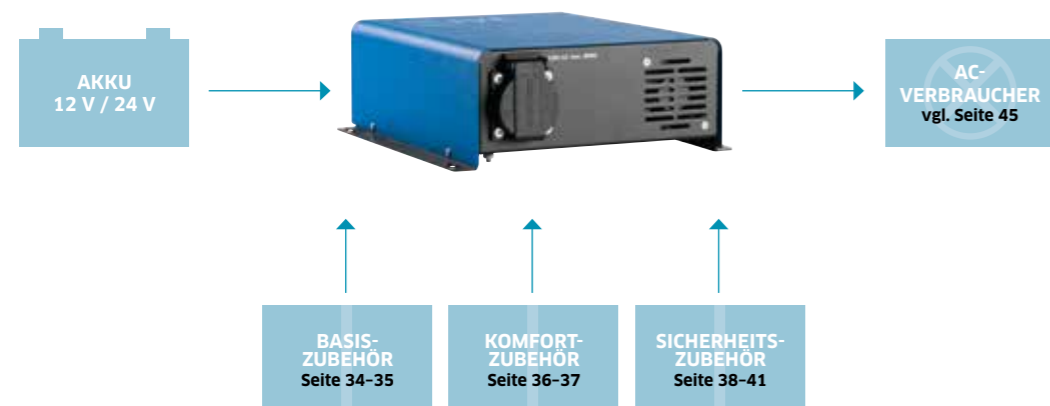 AKKU
12 V / 24 V
AC-
VERBRAUCHER
vgl. Seite 45
BASIS-
ZUBEHÖR
Seite 34–35
KOMFORT-
ZUBEHÖR
Seite 36–37
SICHERHEITS-
ZUBEHÖR
Seite 38–41